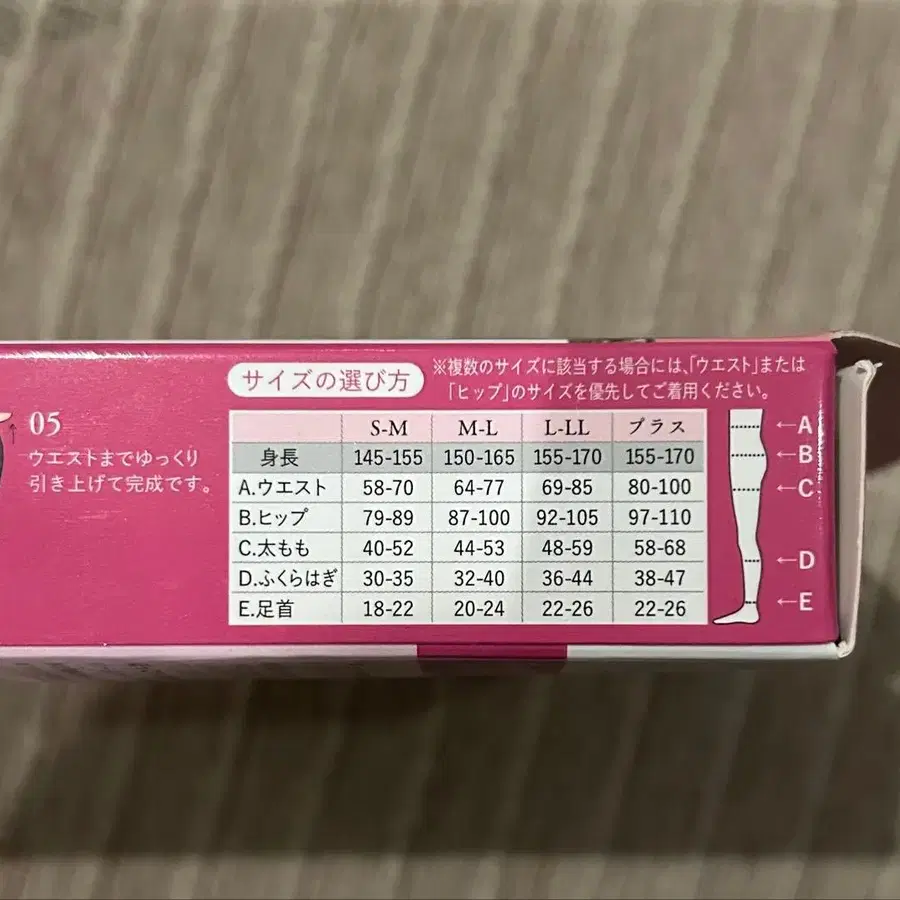 サイズの選び方
※複数のサイズに該当する場合には、「ウエスト」または
「ヒップ」のサイズを優先してご着用ください。
05
ウエストまでゆっくり
引き上げて完成です。
S-M M-L L-LL プラス
身長 145-155 150-165 155-170 155-170
A.ウエスト 58-70 64-77 69-85 80-100
B.ヒップ 79-89 87-100 92-105 97-110
C.太もも 40-52 44-53 48-59 58-68
D.ふくらはぎ 30-35 32-40 36-44 38-47
E.足首 18-22 20-24 22-26 22-26
←A
←B
←C
←D
←E